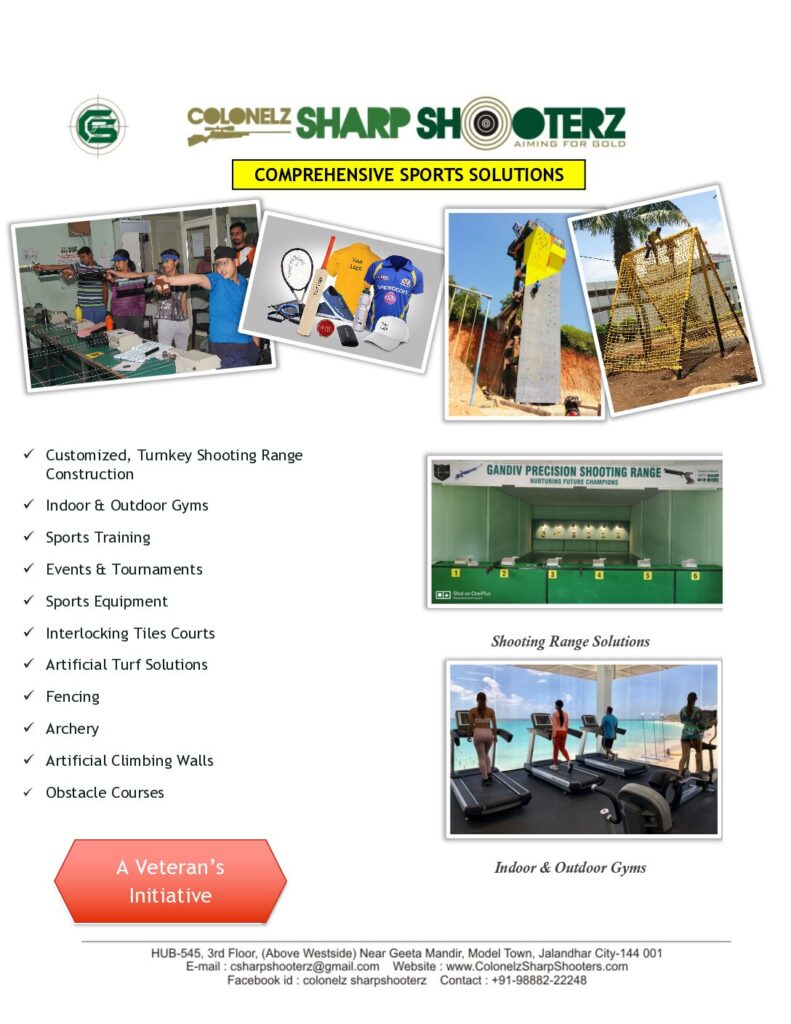 COLONELZ SHARP SHOOTERZ
AIMING FOR GOLD
COMPREHENSIVE SPORTS SOLUTIONS
Your Logo
VIDEOCON
✓ Customized, Turnkey Shooting Range
Construction
✓ Indoor & Outdoor Gyms
✓ Sports Training
✓ Events & Tournaments
✓ Sports Equipment
✓ Interlocking Tiles Courts
✓ Artificial Turf Solutions
✓ Fencing
✓ Archery
✓ Artificial Climbing Walls
✓ Obstacle Courses
GANDIV PRECISION SHOOTING RANGE
NURTURING FUTURE CHAMPIONS
1 2 3 4 5 6
Shot on OnePlus
Shooting Range Solutions
Indoor & Outdoor Gyms
A Veteran's
Initiative
HUB-545, 3rd Floor, (Above Westside) Near Geeta Mandir, Model Town, Jalandhar City-144 001
E-mail : csharpshooterz@gmail.com Website : www.ColonelzSharpShooters.com
Facebook id : colonelz sharpshooterz Contact : +91-98882-22248